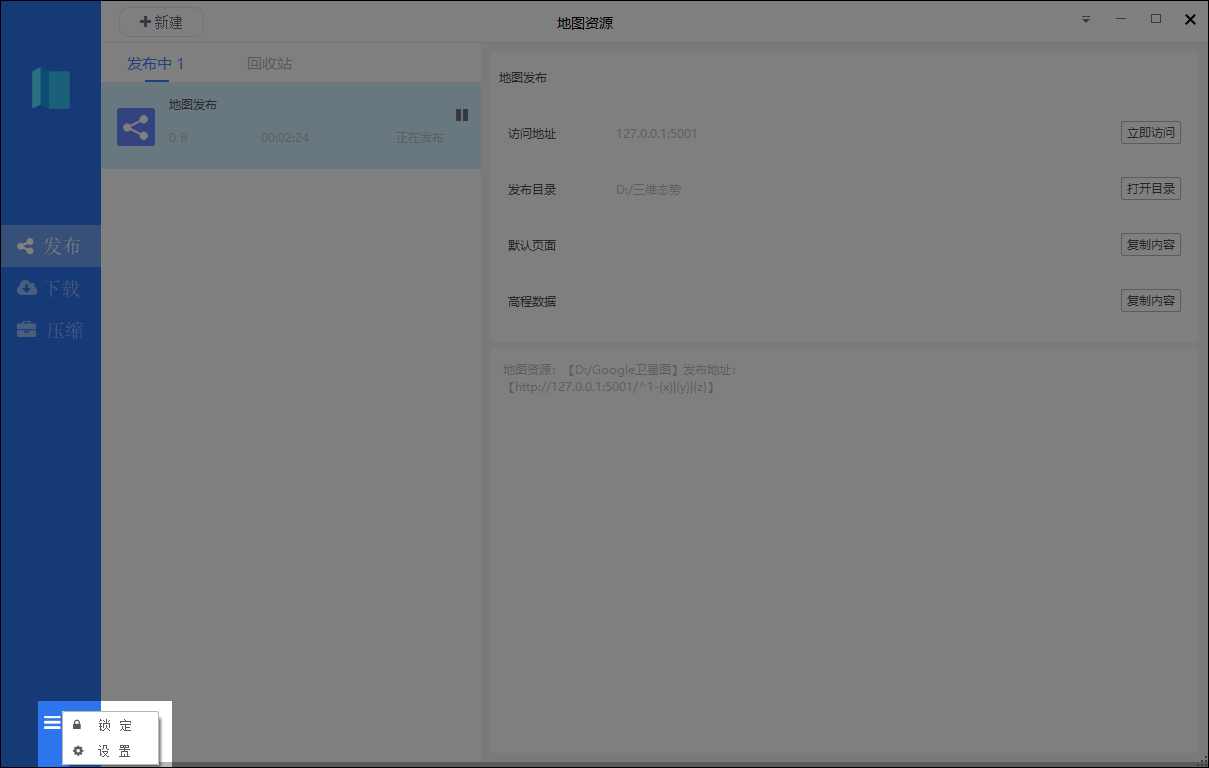 新建
地图资源
发布中 1
回收站
地图发布
0 B
00:02:24
正在发布
发布
下载
压缩
地图发布
访问地址
127.0.0.1:5001
立即访问
发布目录
D:/三维态势
打开目录
默认页面
复制内容
高程数据
复制内容
地图资源：【D:/Google卫星图】发布地址：
【http://127.0.0.1:5001/^1-(x)|(y)|(z)】
锁 定
设 置